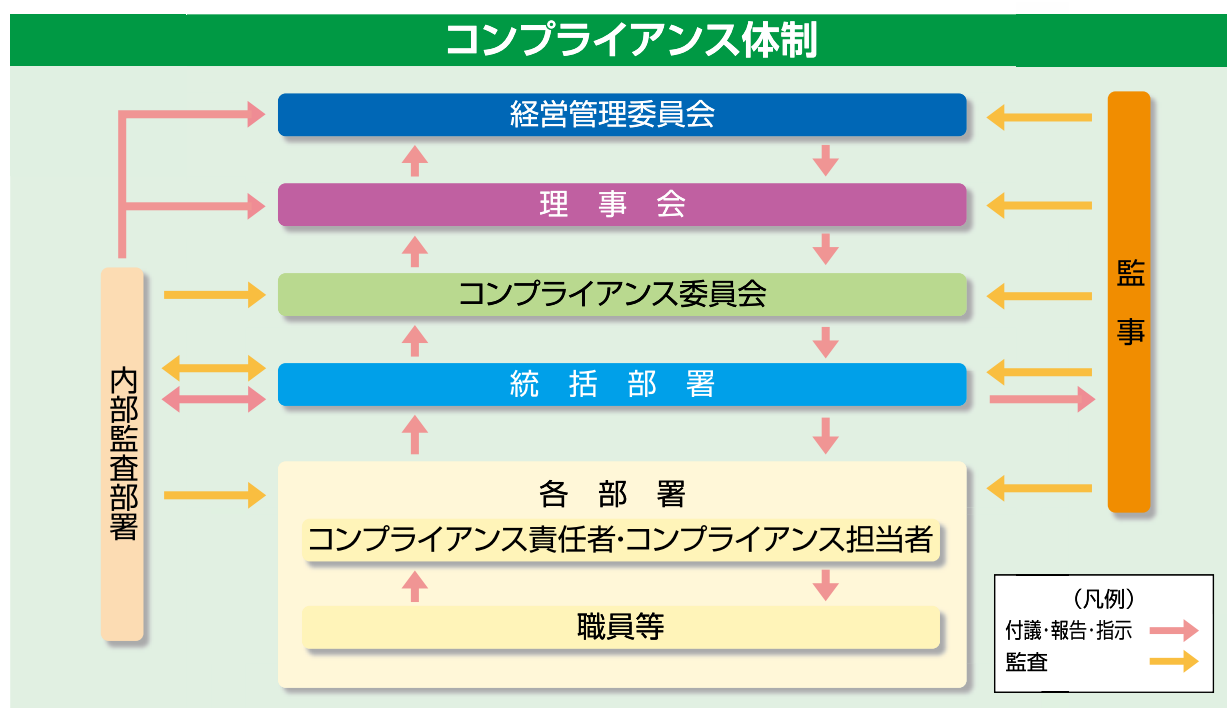 コンプライアンス体制
経営管理委員会
理事会
コンプライアンス委員会
統括部署
各部署
コンプライアンス責任者・コンプライアンス担当者
職員等
内部監査部署
監事
（凡例）
付議・報告・指示
監査